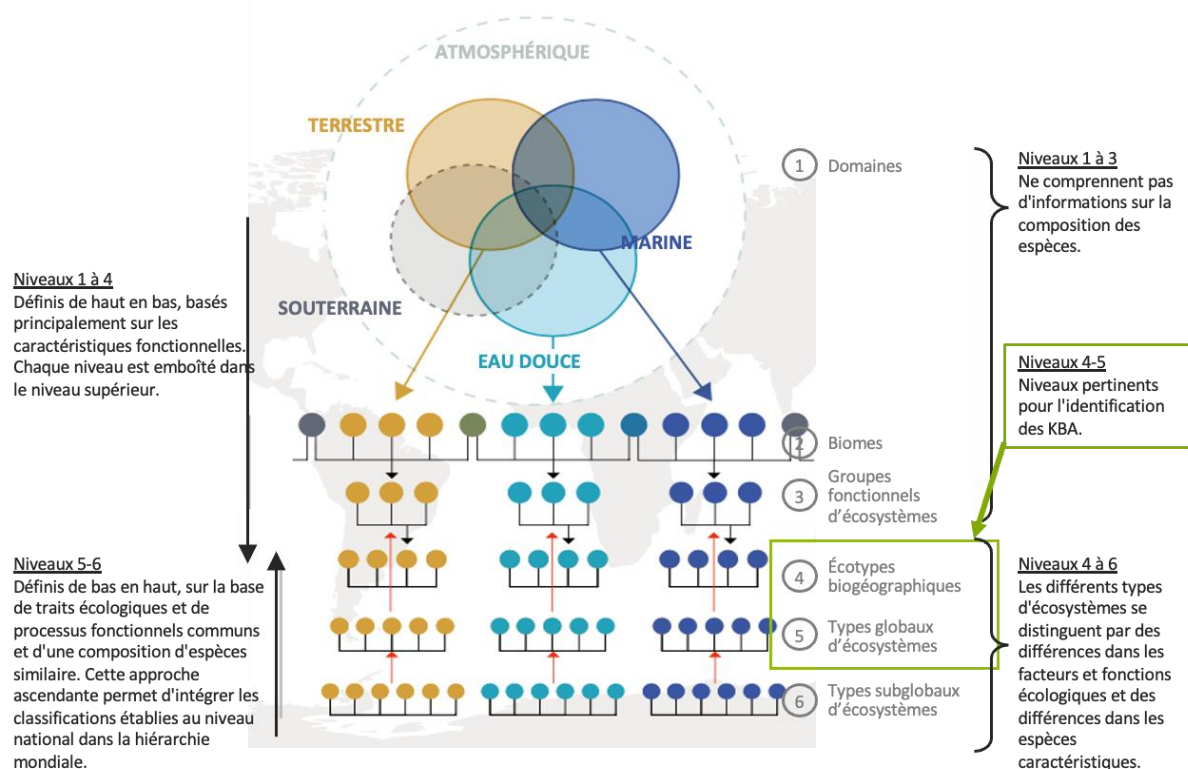 ATMOSPHÉRIQUE
TERRESTRE
MARINE
SOUTERRAINE
EAU DOUCE
Niveaux 1 à 4
Définis de haut en bas, basés
principalement sur les
caractéristiques fonctionnelles.
Chaque niveau est emboîté dans
le niveau supérieur.
Niveaux 5-6
Définis de bas en haut, sur la base
de traits écologiques et de
processus fonctionnels communs
et d'une composition d'espèces
similaire. Cette approche
ascendante permet d'intégrer les
classifications établies au niveau
national dans la hiérarchie
mondiale.
1 Domaines
2 Biomes
3 Groupes
fonctionnels
d’écosystèmes
4 Écotypes
biogéographiques
5 Types globaux
d’écosystèmes
6 Types subglobaux
d’écosystèmes
Niveaux 1 à 3
Ne comprennent pas
d'informations sur la
composition des
espèces.
Niveaux 4-5
Niveaux pertinents
pour l'identification
des KBA.
Niveaux 4 à 6
Les différents types
d'écosystèmes se
distinguent par des
différences dans les
facteurs et fonctions
écologiques et des
différences dans les
espèces
caractéristiques.